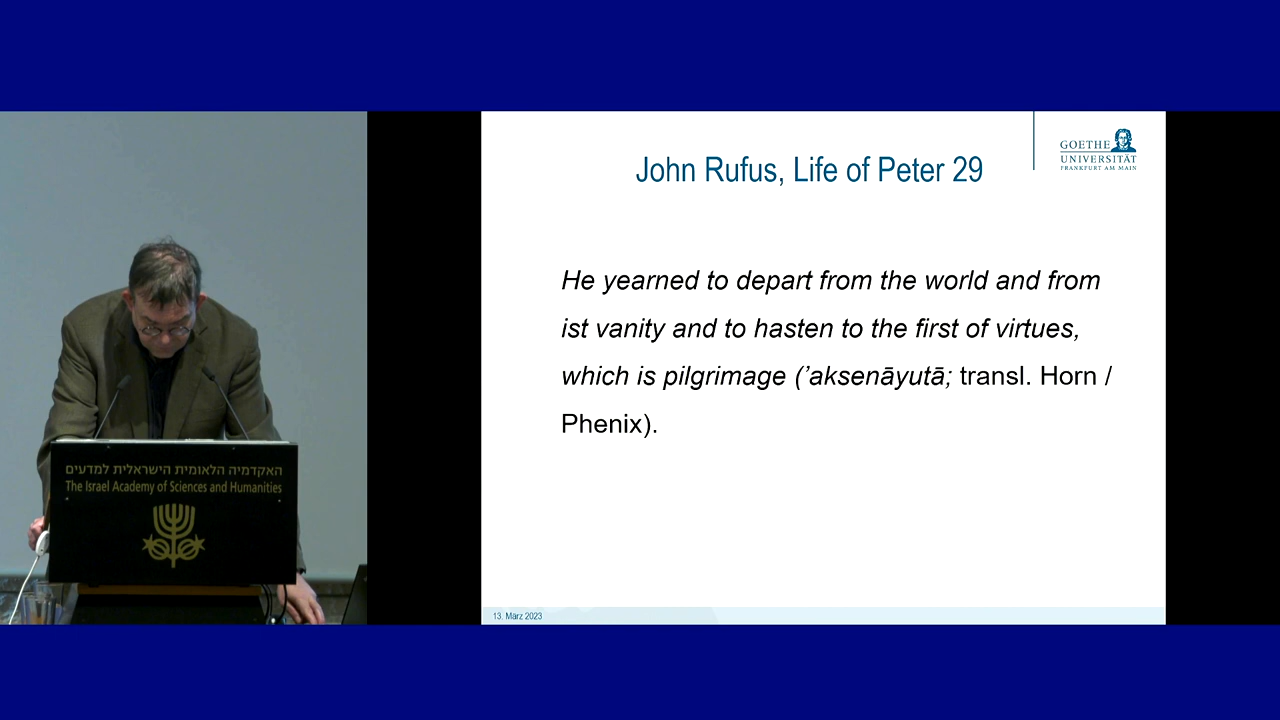 האקדמיה הלאומית הישראלית למדעים
The Israel Academy of Sciences and Humanities
GOETHE
UNIVERSITÄT
FRANKFURT AM MAIN
John Rufus, Life of Peter 29
He yearned to depart from the world and from
ist vanity and to hasten to the first of virtues,
which is pilgrimage (’aksenāyutā; transl. Horn /
Phenix).
13. März 2023